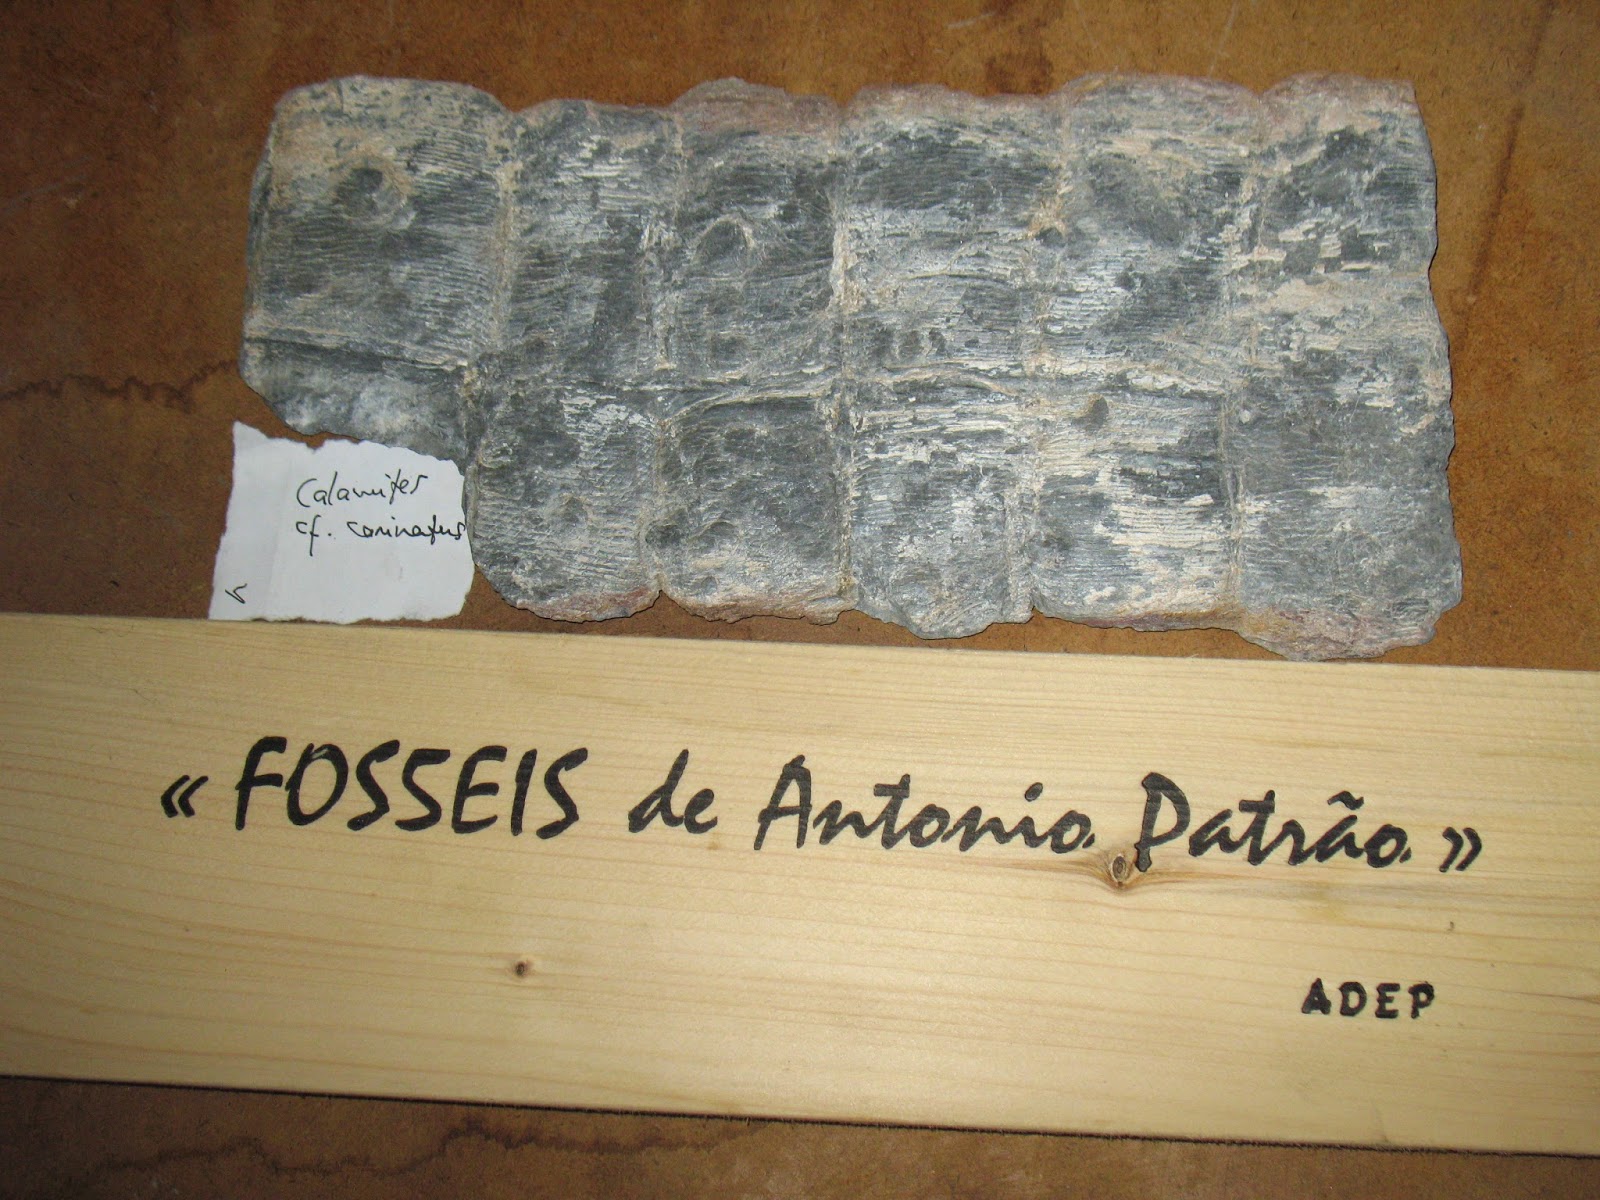 Calamites
cf. carinatus
« FOSSEIS de Antonio Patrão »
ADEP